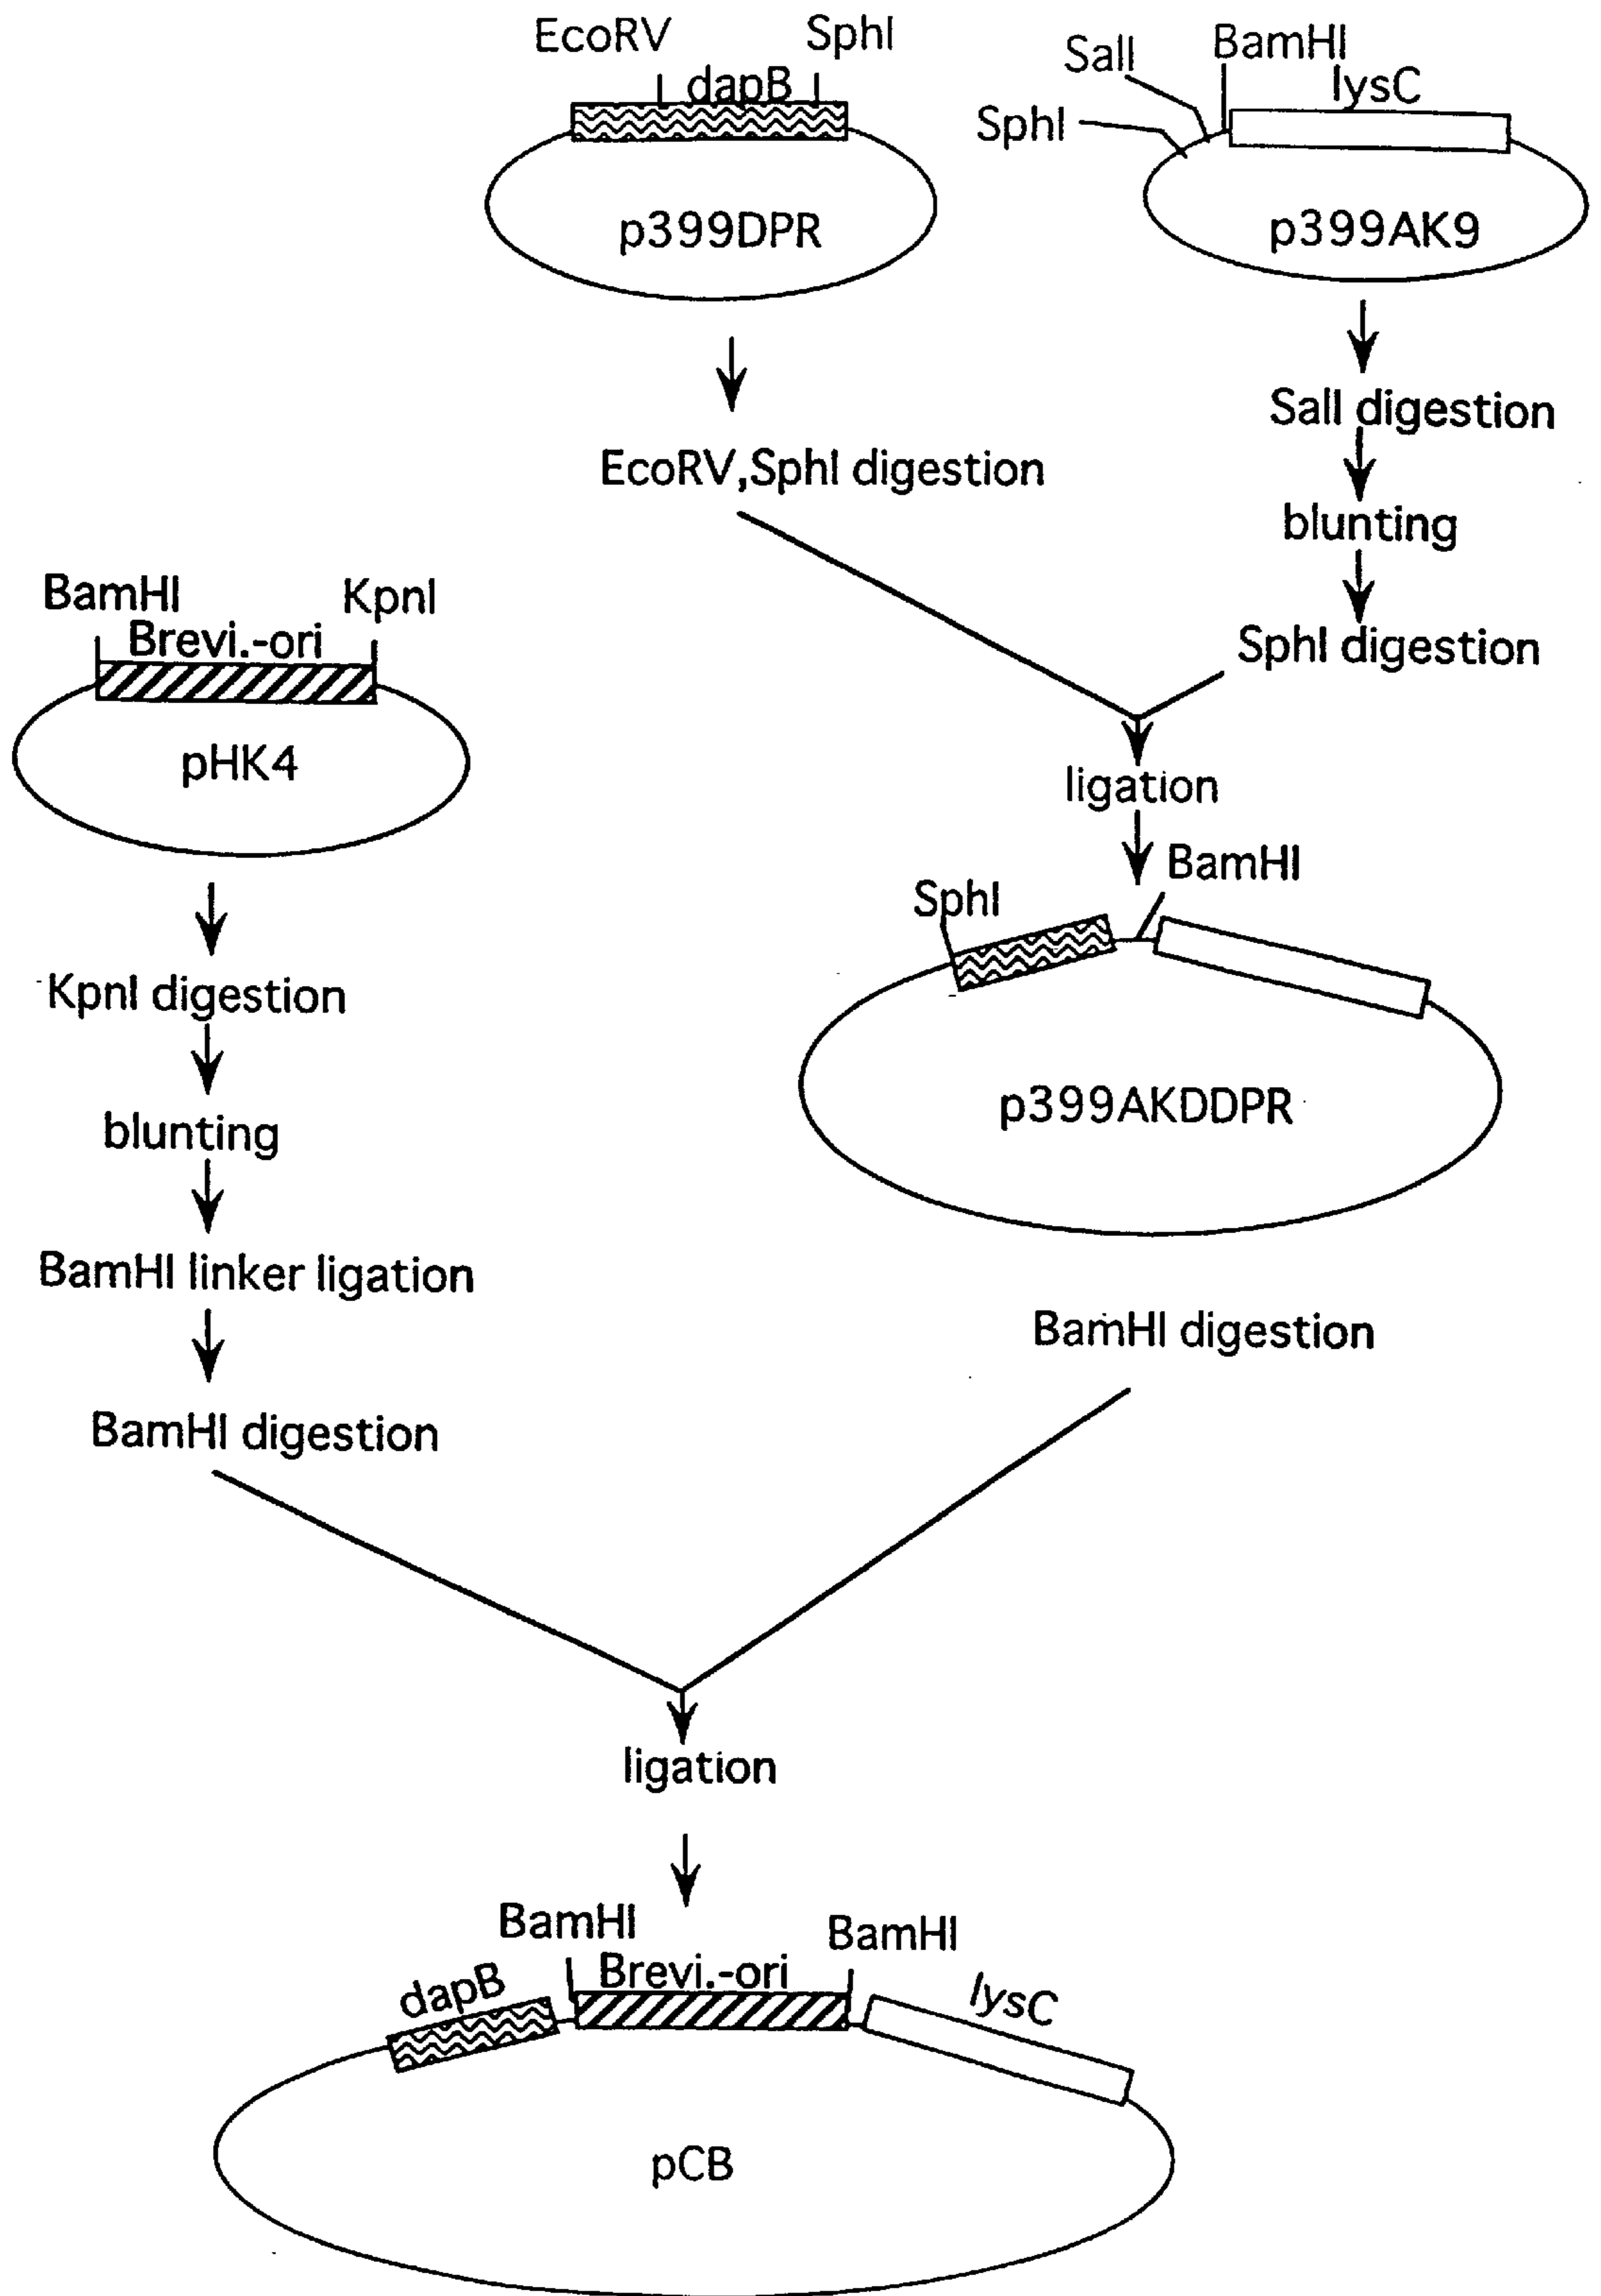 EcoRV
SphI
dapB
p399DPR
SalI
BamHI
lysC
SphI
p399AK9
EcoRV,SphI digestion
SalI digestion
blunting
SphI digestion
ligation
BamHI
Brevi.-ori
KpnI
pHK4
KpnI digestion
blunting
BamHI linker ligation
BamHI digestion
SphI
BamHI
p399AKDDPR
BamHI digestion
ligation
BamHI
BamHI
dapB
Brevi.-ori
lysC
pCB